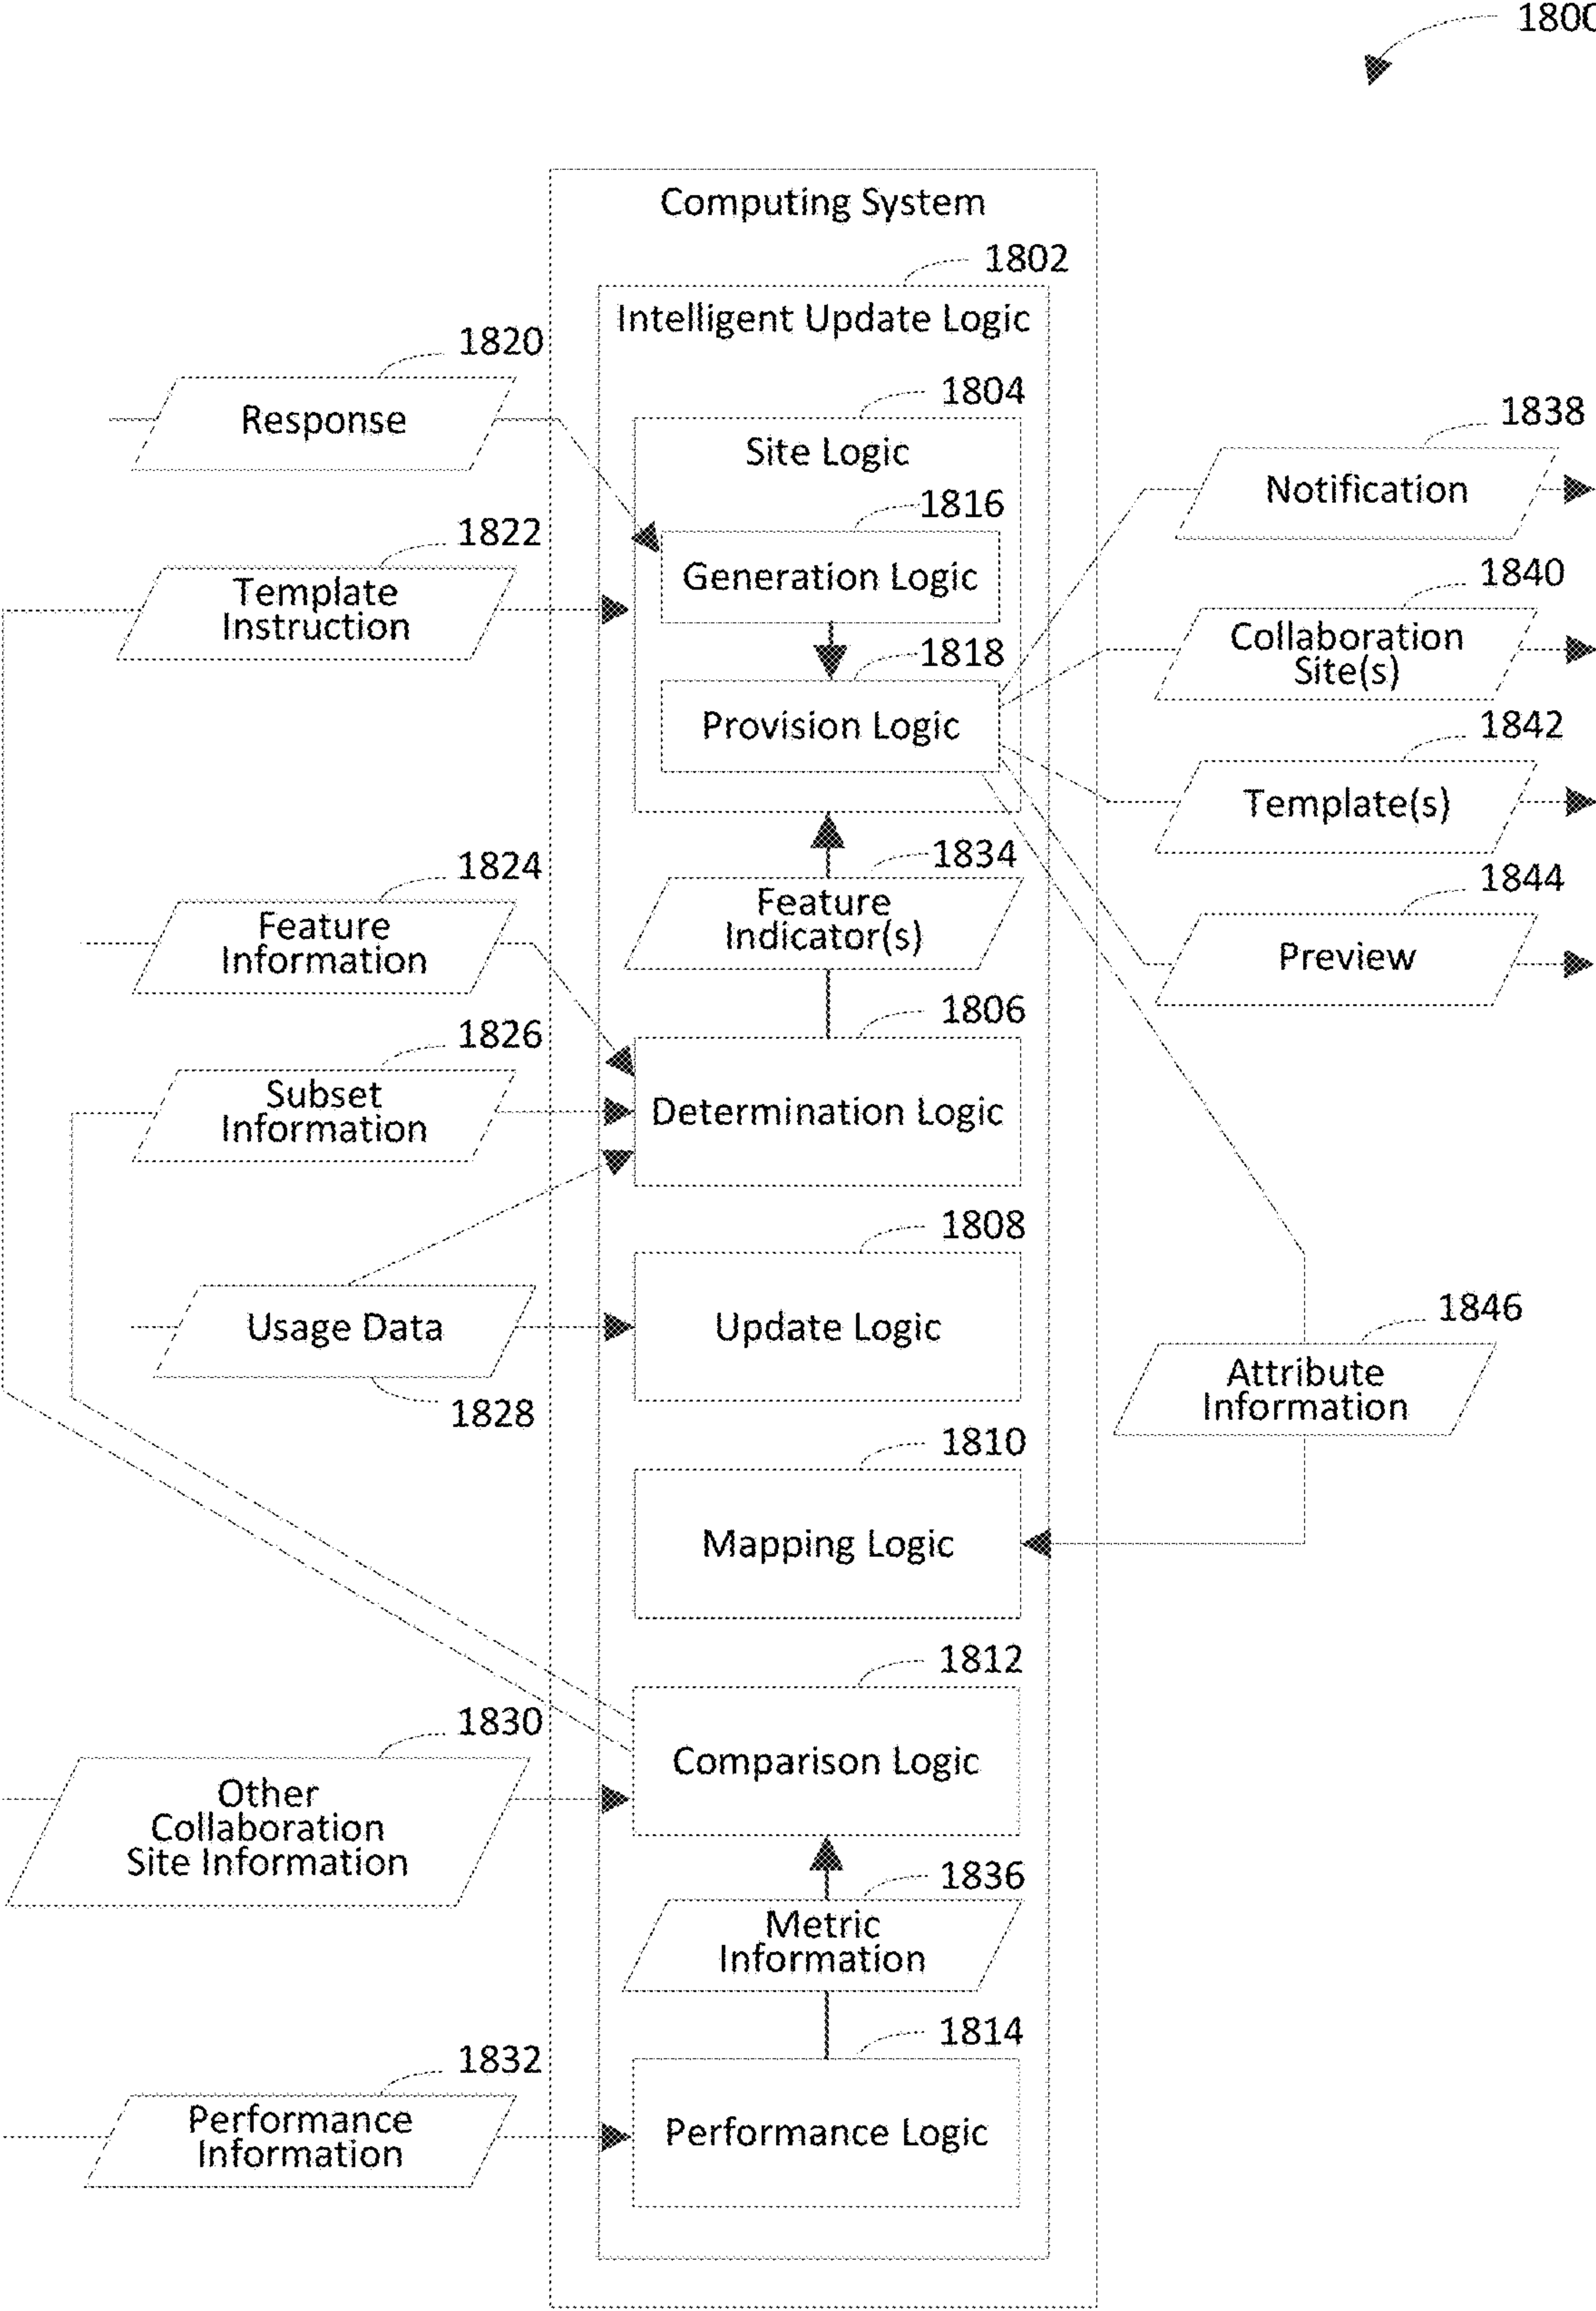 1800
Computing System
1802
Intelligent Update Logic
1820
Response
1804
Site Logic
1838
Notification
1816
Generation Logic
1822
Template
Instruction
1840
Collaboration
Site(s)
1818
Provision Logic
1842
Template(s)
1824
Feature
Information
1834
Feature
Indicator(s)
1844
Preview
1806
Determination Logic
1826
Subset
Information
1808
Update Logic
Usage Data
1828
1846
Attribute
Information
1810
Mapping Logic
1812
Comparison Logic
1830
Other
Collaboration
Site Information
1836
Metric
Information
1814
Performance Logic
1832
Performance
Information